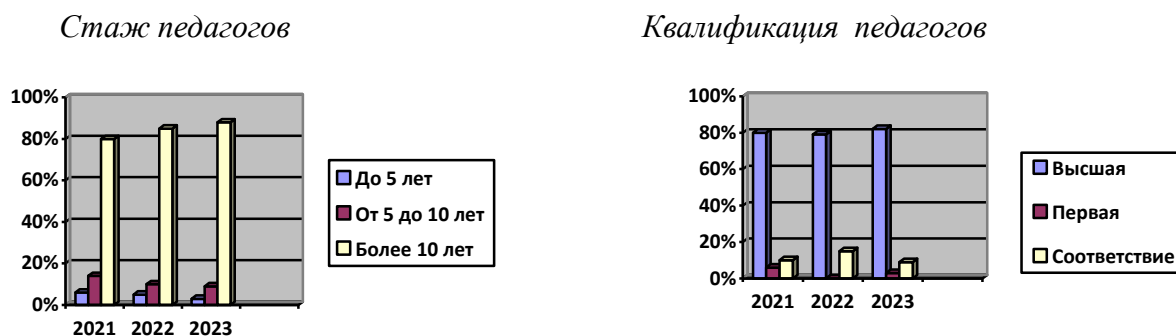 Стаж педагогов
100%
80%
60%
40%
20%
0%
2021 2022 2023
До 5 лет
От 5 до 10 лет
Более 10 лет
Квалификация педагогов
100%
80%
60%
40%
20%
0%
2021 2022 2023
Высшая
Первая
Соответствие